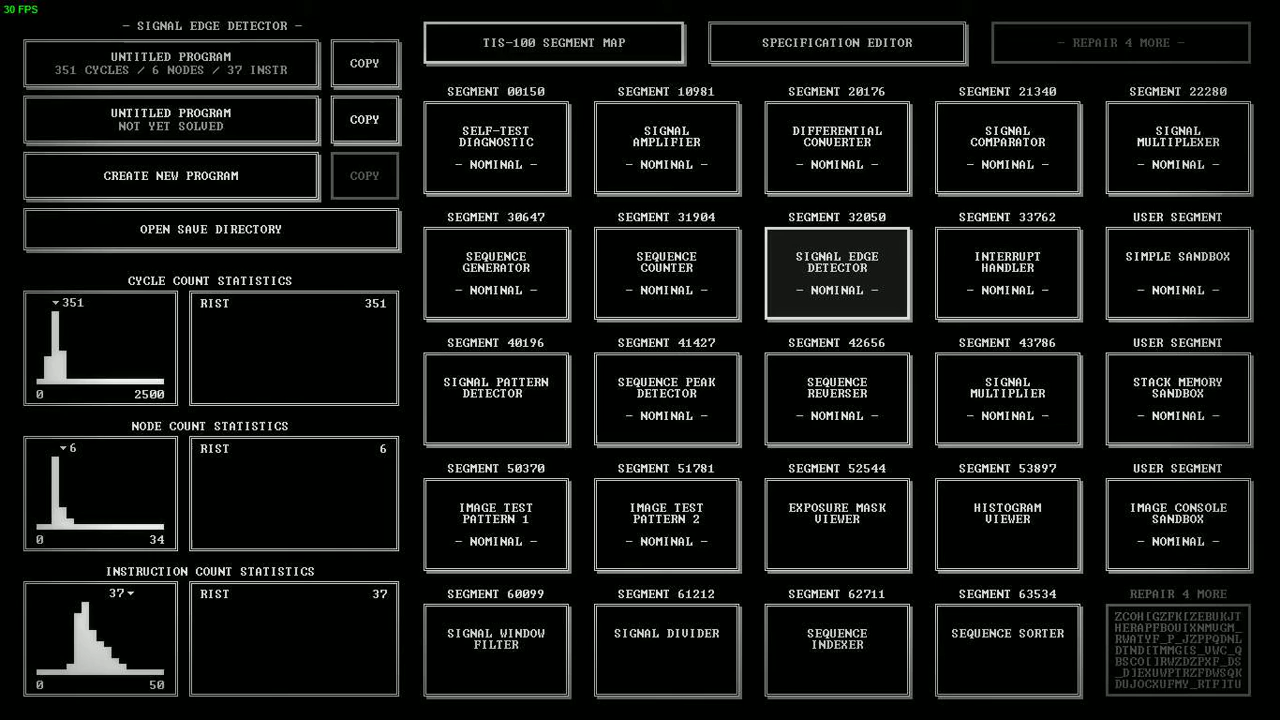 30 FPS
— SIGNAL EDGE DETECTOR —
UNTITLED PROGRAM
351 CYCLES / 6 NODES / 37 INSTR
COPY
UNTITLED PROGRAM
NOT YET SOLVED
COPY
CREATE NEW PROGRAM
COPY
OPEN SAVE DIRECTORY
CYCLE COUNT STATISTICS
351
0 2500
RIST 351
NODE COUNT STATISTICS
6
0 34
RIST 6
INSTRUCTION COUNT STATISTICS
37
0 50
RIST 37
TIS-100 SEGMENT MAP
SPECIFICATION EDITOR
— REPAIR 4 MORE —
SEGMENT 00150
SELF-TEST
DIAGNOSTIC
— NOMINAL —
SEGMENT 10981
SIGNAL
AMPLIFIER
— NOMINAL —
SEGMENT 20176
DIFFERENTIAL
CONVERTER
— NOMINAL —
SEGMENT 21340
SIGNAL
COMPARATOR
— NOMINAL —
SEGMENT 22280
SIGNAL
MULTIPLEXER
— NOMINAL —
SEGMENT 30647
SEQUENCE
GENERATOR
— NOMINAL —
SEGMENT 31904
SEQUENCE
COUNTER
— NOMINAL —
SEGMENT 32050
SIGNAL EDGE
DETECTOR
— NOMINAL —
SEGMENT 33762
INTERRUPT
HANDLER
— NOMINAL —
USER SEGMENT
SIMPLE SANDBOX
— NOMINAL —
SEGMENT 40196
SIGNAL PATTERN
DETECTOR
SEGMENT 41427
SEQUENCE PEAK
DETECTOR
— NOMINAL —
SEGMENT 42656
SEQUENCE
REVERSER
— NOMINAL —
SEGMENT 43786
SIGNAL
MULTIPLIER
— NOMINAL —
USER SEGMENT
STACK MEMORY
SANDBOX
— NOMINAL —
SEGMENT 50370
IMAGE TEST
PATTERN 1
— NOMINAL —
SEGMENT 51781
IMAGE TEST
PATTERN 2
— NOMINAL —
SEGMENT 52544
EXPOSURE MASK
VIEWER
SEGMENT 53897
HISTOGRAM
VIEWER
USER SEGMENT
IMAGE CONSOLE
SANDBOX
— NOMINAL —
SEGMENT 60099
SIGNAL WINDOW
FILTER
SEGMENT 61212
SIGNAL DIVIDER
SEGMENT 62711
SEQUENCE
INDEXER
SEGMENT 63534
SEQUENCE SORTER
REPAIR 4 MORE